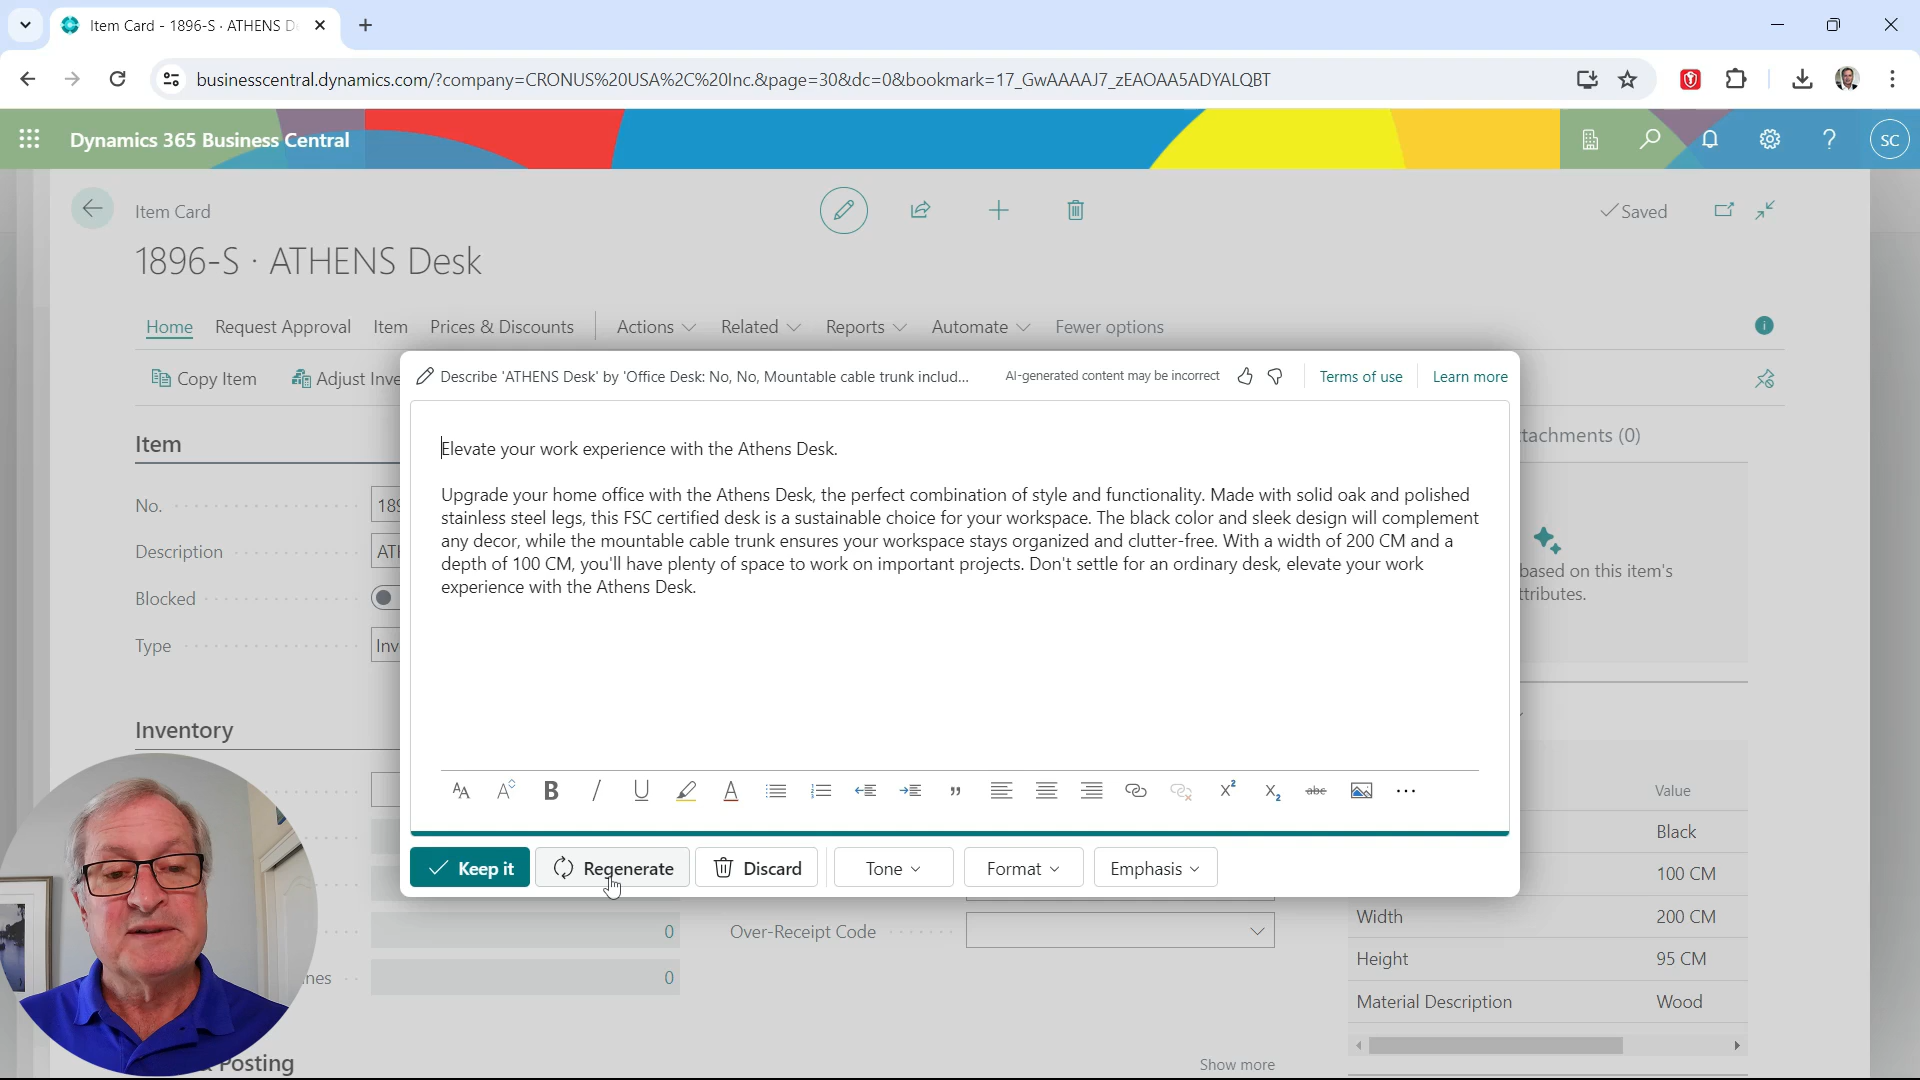 Item Card - 1896-S · ATHENS D
businesscentral.dynamics.com/?company=CRONUS%20USA%2C%20Inc.&page=30&dc=0&bookmark=17_GwAAAAJ7_zEAOAA5ADYALQBT
Dynamics 365 Business Central
SC
Item Card
Saved
1896-S · ATHENS Desk
Home Request Approval Item Prices & Discounts Actions Related Reports Automate Fewer options
Copy Item Adjust Inve
Describe 'ATHENS Desk' by 'Office Desk: No, No, Mountable cable trunk includ...
AI-generated content may be incorrect
Terms of use
Learn more
Item
tachments (0)
Elevate your work experience with the Athens Desk.
Upgrade your home office with the Athens Desk, the perfect combination of style and functionality. Made with solid oak and polished
stainless steel legs, this FSC certified desk is a sustainable choice for your workspace. The black color and sleek design will complement
any decor, while the mountable cable trunk ensures your workspace stays organized and clutter-free. With a width of 200 CM and a
depth of 100 CM, you'll have plenty of space to work on important projects. Don't settle for an ordinary desk, elevate your work
experience with the Athens Desk.
No. 189
Description ATH
Blocked
Type Inv
based on this item's
ttributes.
Inventory
Value
Black
100 CM
Width 200 CM
Height 95 CM
Material Description Wood
Keep it Regenerate Discard Tone Format Emphasis
0
Over-Receipt Code
nes 0
Posting
Show more